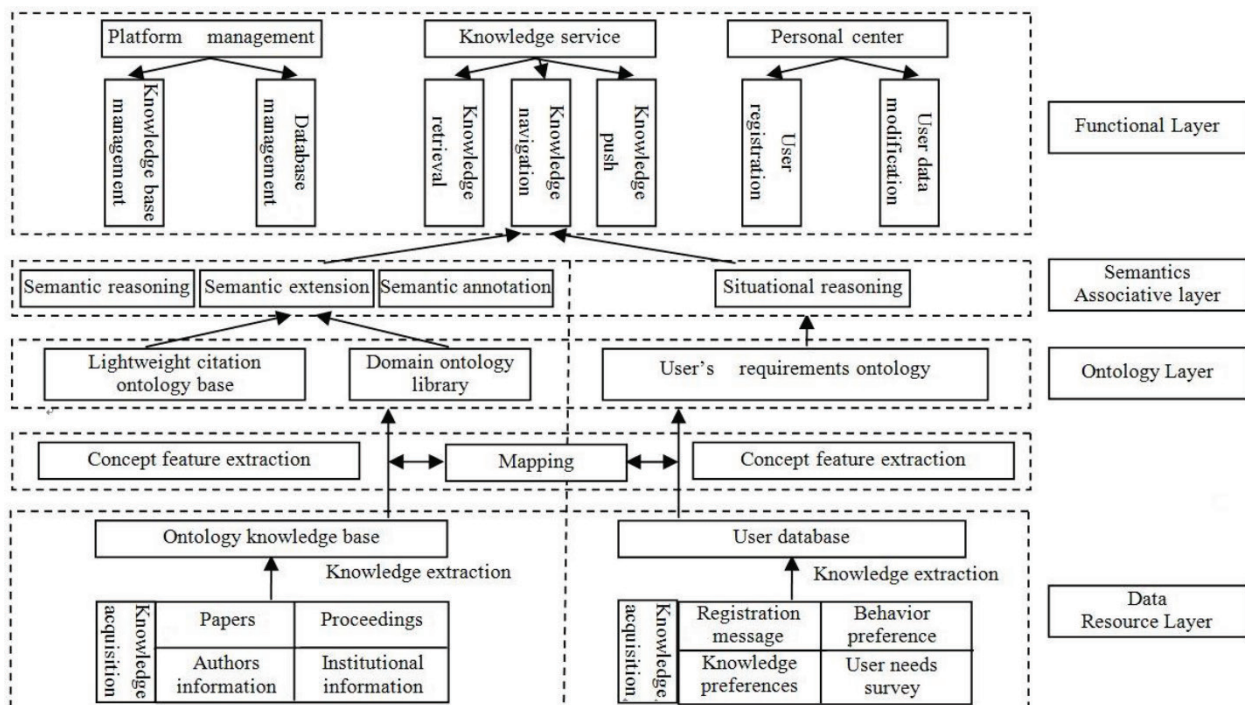 Platform management
Knowledge service
Personal center
Knowledge base
management
Database
management
Knowledge
retrieval
Knowledge
navigation
Knowledge
push
User
registration
User data
modification
Functional Layer
Semantic reasoning
Semantic extension
Semantic annotation
Situational reasoning
Semantics
Associative layer
Lightweight citation
ontology base
Domain ontology
library
User's requirements ontology
Ontology Layer
Concept feature extraction
Mapping
Concept feature extraction
Ontology knowledge base
User database
Knowledge extraction
Knowledge extraction
Knowledge
acquisition
Papers
Proceedings
Authors
information
Institutional
information
Knowledge
acquisition
Registration
message
Behavior
preference
Knowledge
preferences
User needs
survey
Data
Resource Layer